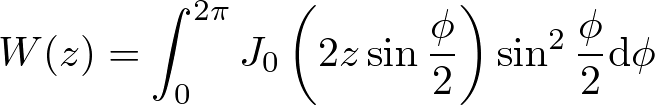 W(z) = \int_0^{2\pi} J_0 \left( 2z \sin \frac{\phi}{2} \right) \sin^2 \frac{\phi}{2} \mathrm{d}\phi